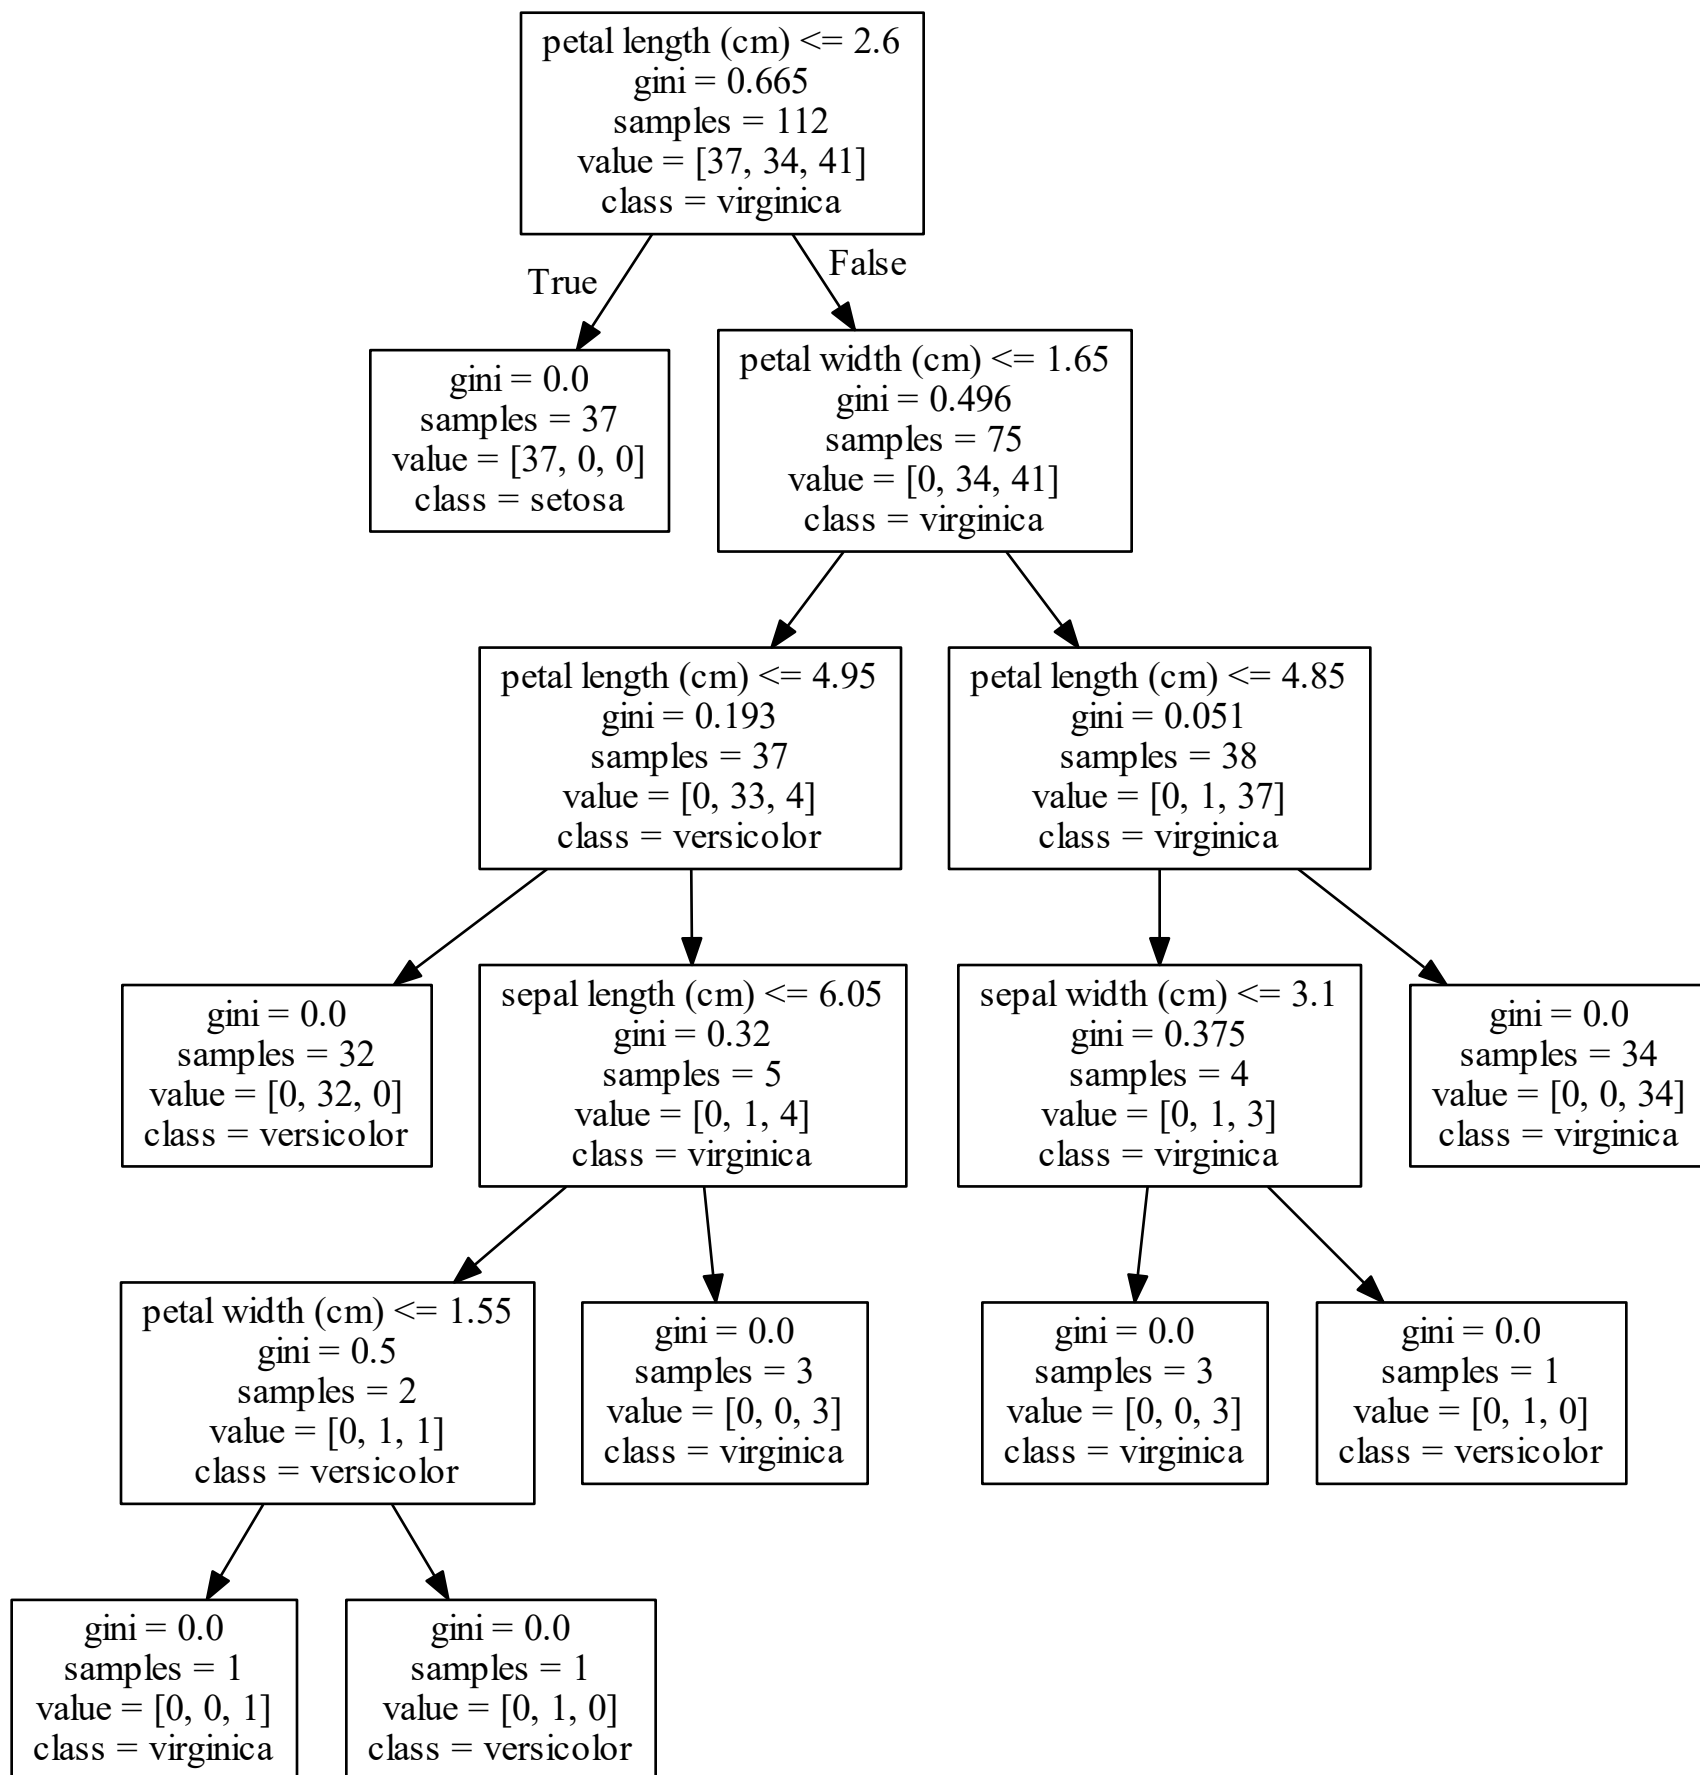 petal length (cm) <= 2.6
gini = 0.665
samples = 112
value = [37, 34, 41]
class = virginica
True
False
gini = 0.0
samples = 37
value = [37, 0, 0]
class = setosa
petal width (cm) <= 1.65
gini = 0.496
samples = 75
value = [0, 34, 41]
class = virginica
petal length (cm) <= 4.95
gini = 0.193
samples = 37
value = [0, 33, 4]
class = versicolor
petal length (cm) <= 4.85
gini = 0.051
samples = 38
value = [0, 1, 37]
class = virginica
gini = 0.0
samples = 32
value = [0, 32, 0]
class = versicolor
sepal length (cm) <= 6.05
gini = 0.32
samples = 5
value = [0, 1, 4]
class = virginica
sepal width (cm) <= 3.1
gini = 0.375
samples = 4
value = [0, 1, 3]
class = virginica
gini = 0.0
samples = 34
value = [0, 0, 34]
class = virginica
petal width (cm) <= 1.55
gini = 0.5
samples = 2
value = [0, 1, 1]
class = versicolor
gini = 0.0
samples = 3
value = [0, 0, 3]
class = virginica
gini = 0.0
samples = 3
value = [0, 0, 3]
class = virginica
gini = 0.0
samples = 1
value = [0, 1, 0]
class = versicolor
gini = 0.0
samples = 1
value = [0, 0, 1]
class = virginica
gini = 0.0
samples = 1
value = [0, 1, 0]
class = versicolor